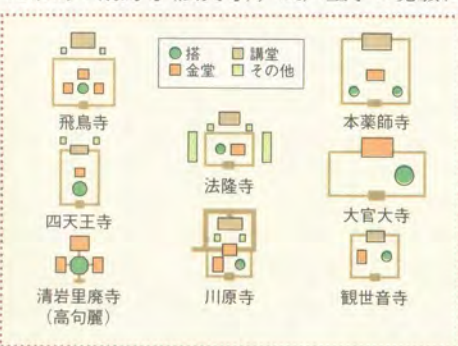 ●搭 ■講堂
■金堂 ■その他
飛鳥寺
本薬師寺
法隆寺
四天王寺
大官大寺
清岩里廃寺
(高句麗)
川原寺
観世音寺